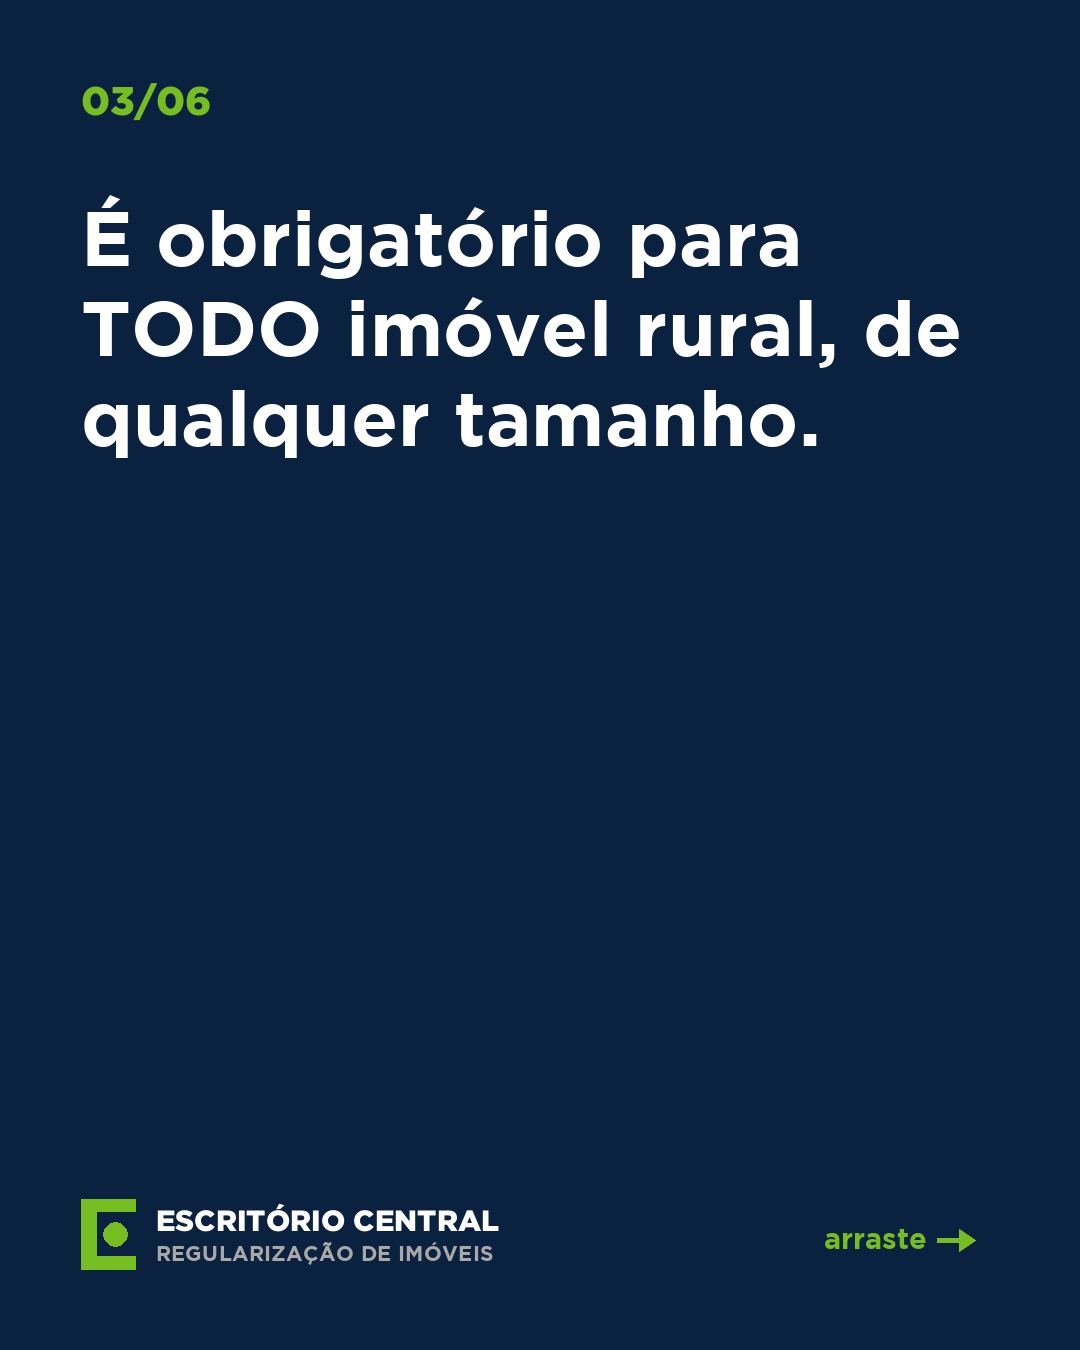 03/06
É obrigatório para
TODO imóvel rural, de
qualquer tamanho.
ESCRITÓRIO CENTRAL
REGULARIZAÇÃO DE IMÓVEIS
arraste